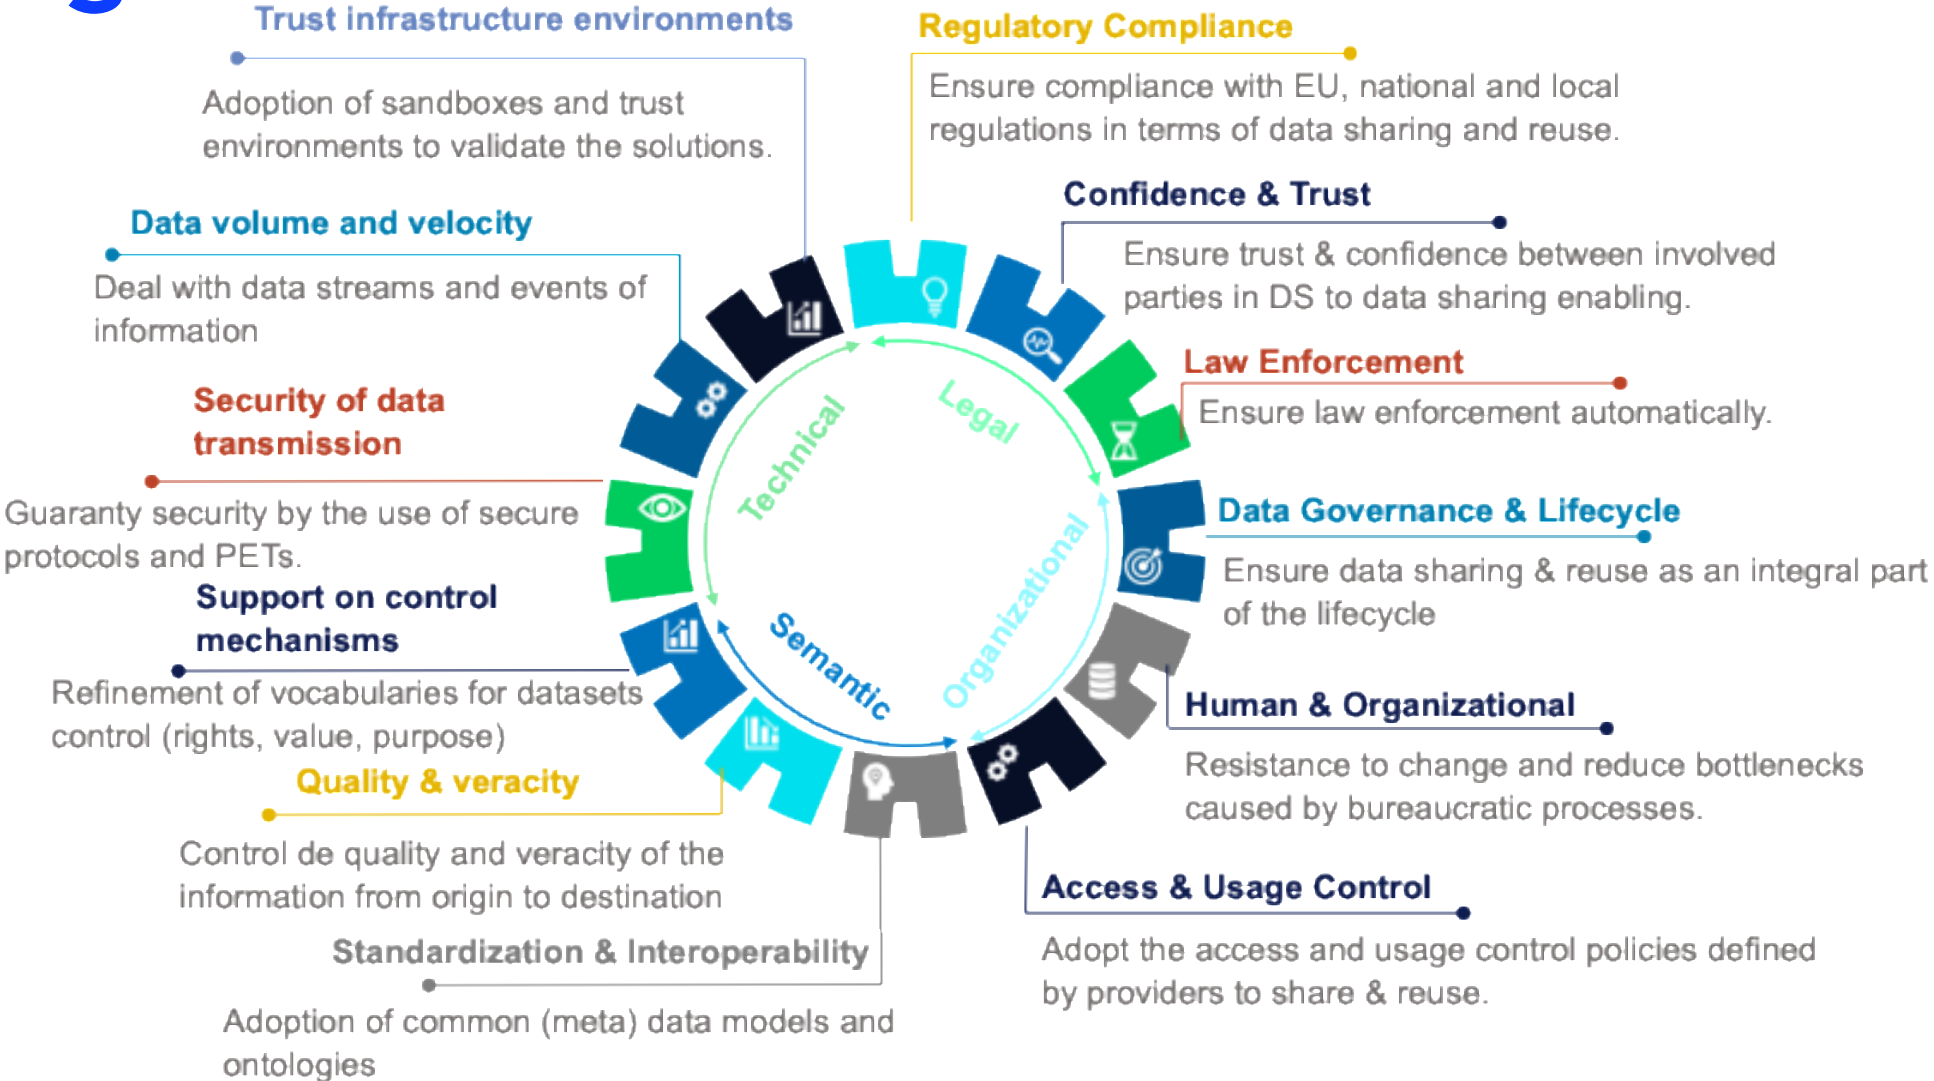 Trust infrastructure environments
Adoption of sandboxes and trust
environments to validate the solutions.
Regulatory Compliance
Ensure compliance with EU, national and local
regulations in terms of data sharing and reuse.
Confidence & Trust
Ensure trust & confidence between involved
parties in DS to data sharing enabling.
Data volume and velocity
Deal with data streams and events of
information
Law Enforcement
Ensure law enforcement automatically.
Security of data
transmission
Guaranty security by the use of secure
protocols and PETs.
Data Governance & Lifecycle
Ensure data sharing & reuse as an integral part
of the lifecycle
Support on control
mechanisms
Refinement of vocabularies for datasets
control (rights, value, purpose)
Human & Organizational
Resistance to change and reduce bottlenecks
caused by bureaucratic processes.
Quality & veracity
Control de quality and veracity of the
information from origin to destination
Access & Usage Control
Adopt the access and usage control policies defined
by providers to share & reuse.
Standardization & Interoperability
Adoption of common (meta) data models and
ontologies
Technical
Legal
Organizational
Semantic